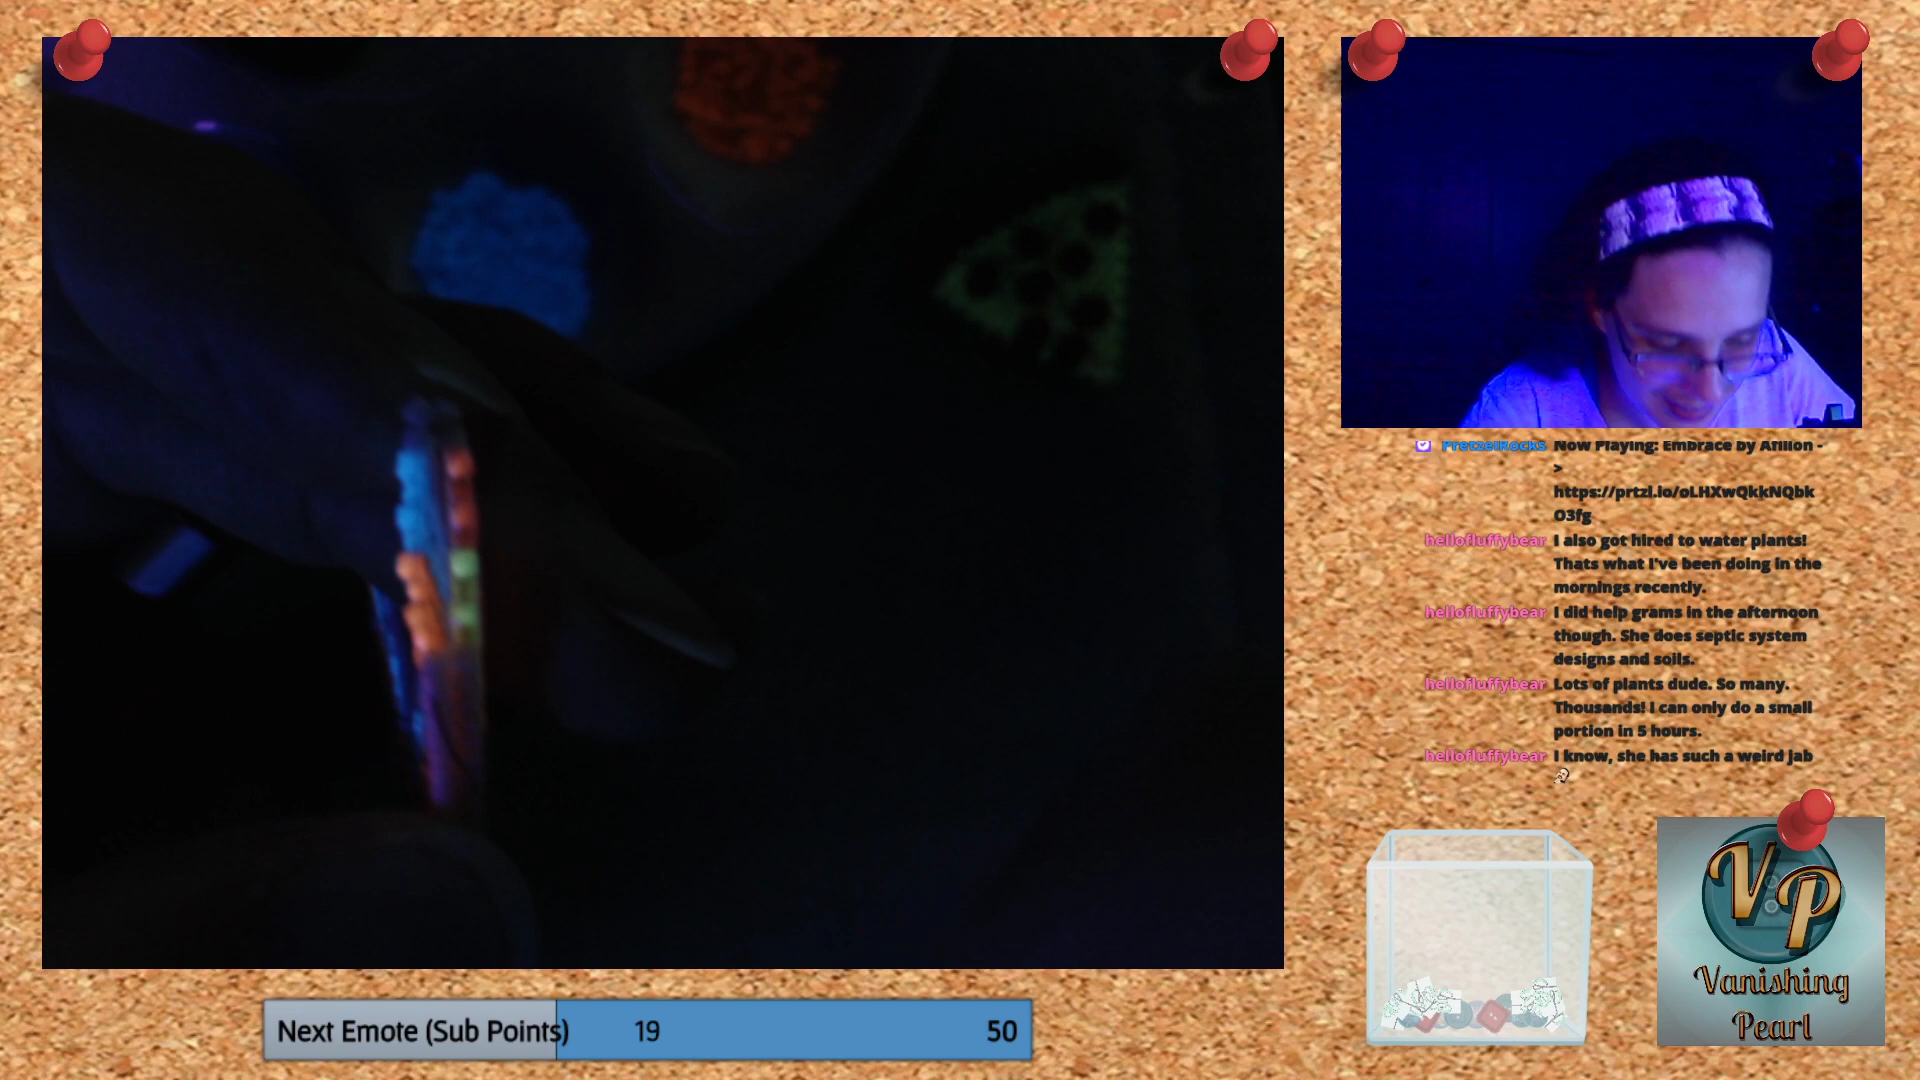 PretzelRocks Now Playing: Embrace by Afilion -
>
https://prtzl.io/oLHXwQkkNQbk
O3fg
hellofluffybear I also got hired to water plants!
Thats what I've been doing in the
mornings recently.
hellofluffybear I did help grams in the afternoon
though. She does septic system
designs and soils.
hellofluffybear Lots of plants dude. So many.
Thousands! I can only do a small
portion in 5 hours.
hellofluffybear I know, she has such a weird jab
VP
Vanishing
Pearl
Next Emote (Sub Points) 19 50